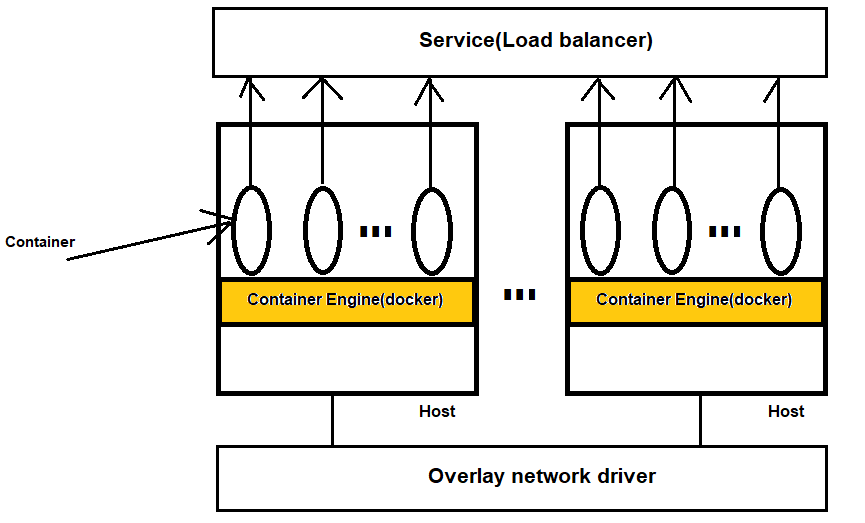 Service(Load balancer)
Container
Container Engine(docker)
Container Engine(docker)
Host
Host
Overlay network driver